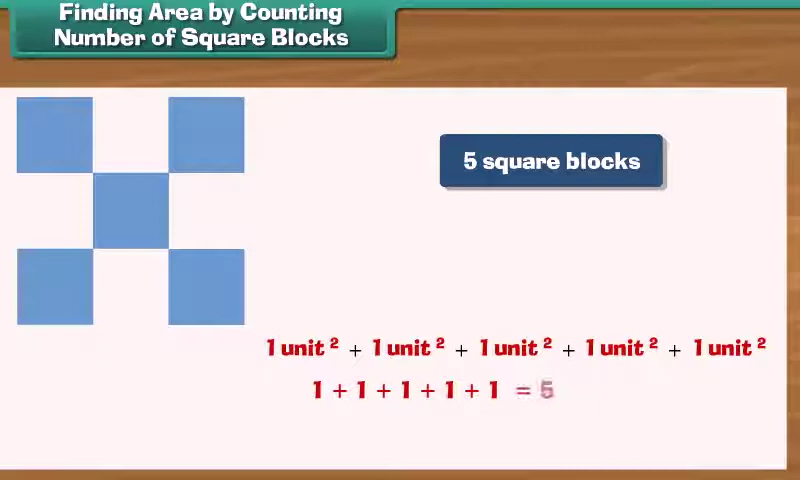 Finding Area by Counting
Number of Square Blocks
5 square blocks
1 unit ² + 1 unit ² + 1 unit ² + 1 unit ² + 1 unit ²
1 + 1 + 1 + 1 + 1 = 5